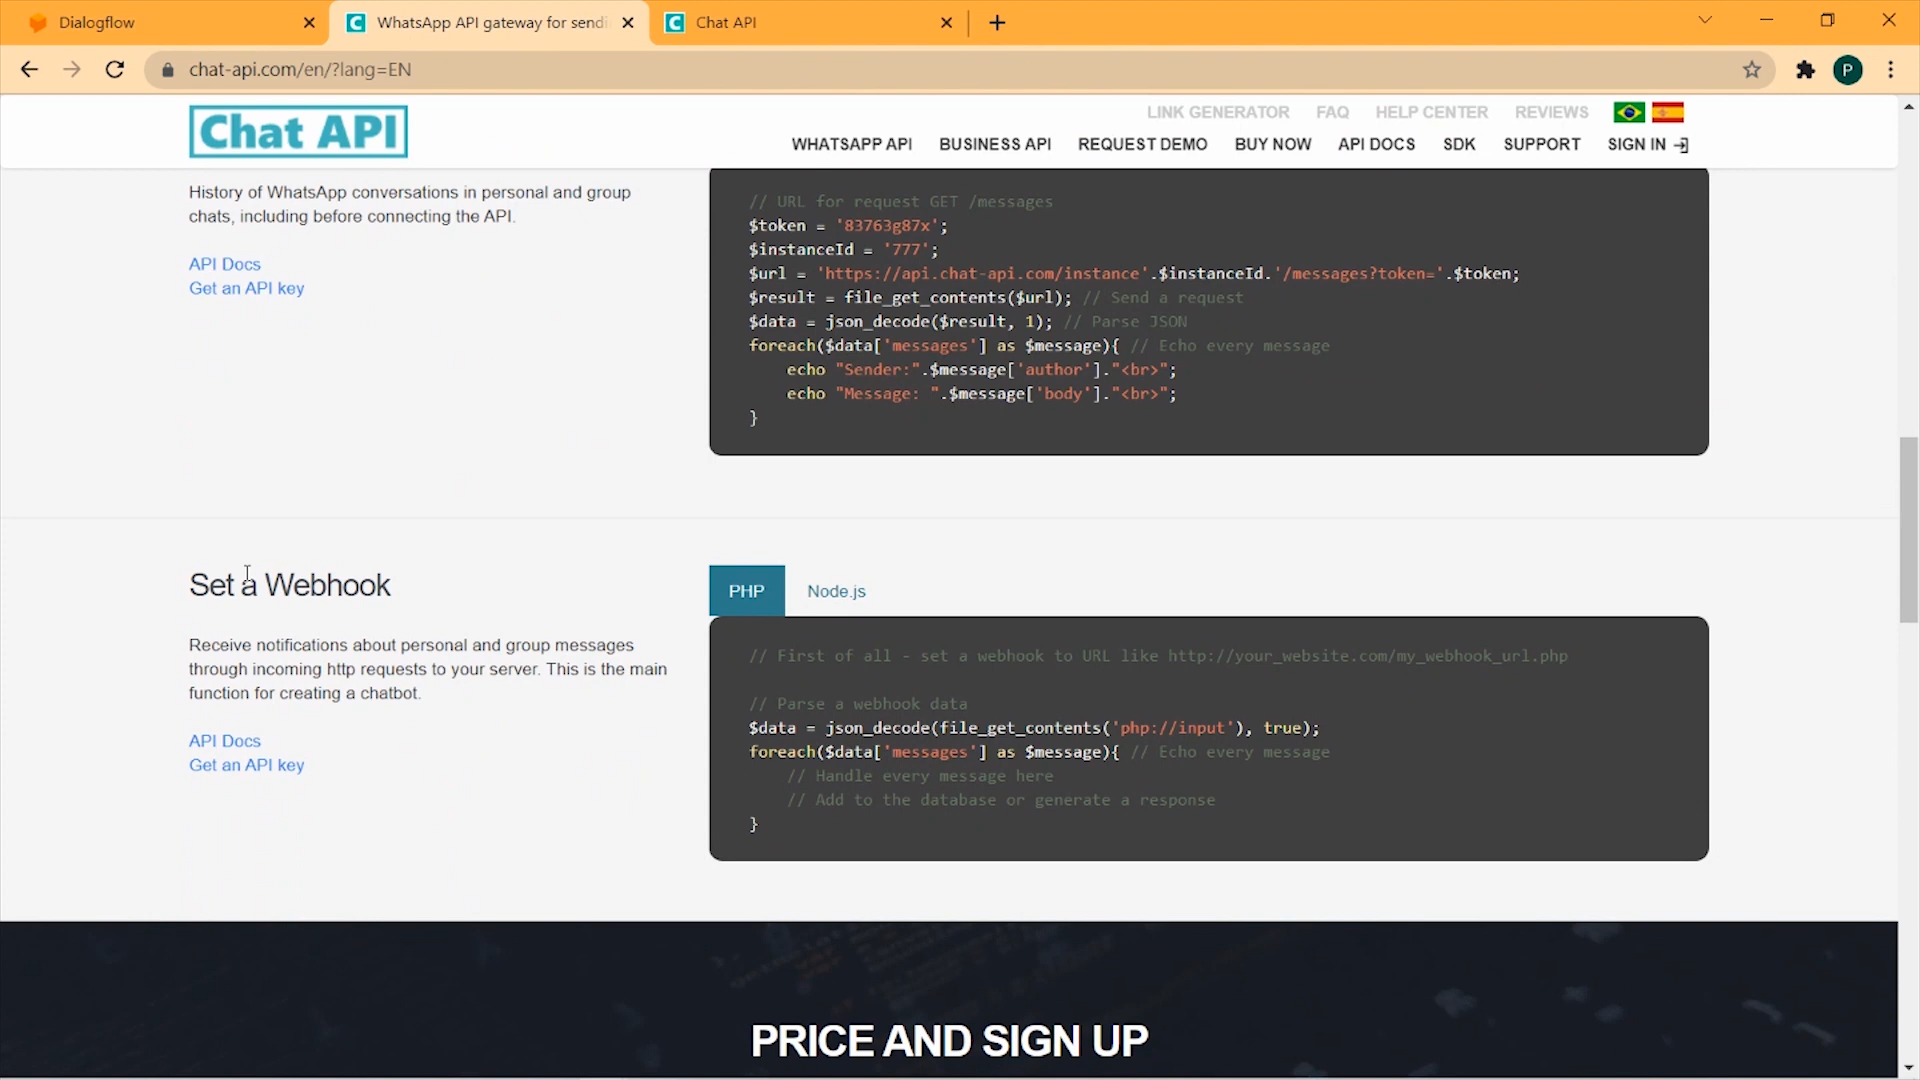 Dialogflow
WhatsApp API gateway for sendi
Chat API
chat-api.com/en/?lang=EN
P
Chat API
LINK GENERATOR FAQ HELP CENTER REVIEWS
WHATSAPP API BUSINESS API REQUEST DEMO BUY NOW API DOCS SDK SUPPORT SIGN IN
History of WhatsApp conversations in personal and group
chats, including before connecting the API.
API Docs
Get an API key
// URL for request GET /messages
$token = '83763g87x';
$instanceId = '777';
$url = 'https://api.chat-api.com/instance'.$instanceId.'/messages?token='.$token;
$result = file_get_contents($url); // Send a request
$data = json_decode($result, 1); // Parse JSON
foreach($data['messages'] as $message){ // Echo every message
    echo "Sender:".$message['author']."<br>";
    echo "Message: ".$message['body']."<br>";
}
Set a Webhook
Receive notifications about personal and group messages
through incoming http requests to your server. This is the main
function for creating a chatbot.
API Docs
Get an API key
PHP Node.js
// First of all - set a webhook to URL like http://your_website.com/my_webhook_url.php
// Parse a webhook data
$data = json_decode(file_get_contents('php://input'), true);
foreach($data['messages'] as $message){ // Echo every message
    // Handle every message here
    // Add to the database or generate a response
}
PRICE AND SIGN UP